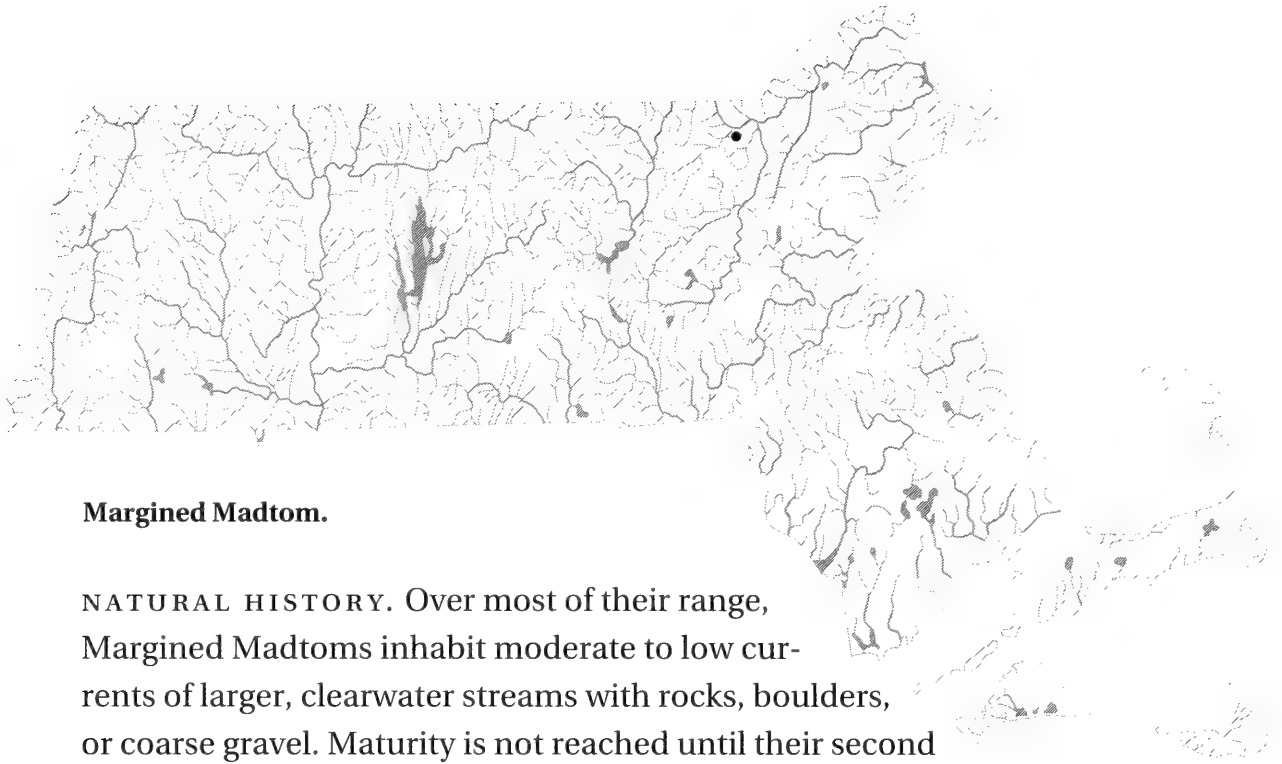 Margined Madtom.
NATURAL HISTORY. Over most of their range,
Margined Madtoms inhabit moderate to low cur-
rents of larger, clearwater streams with rocks, boulders,
or coarse gravel. Maturity is not reached until their second